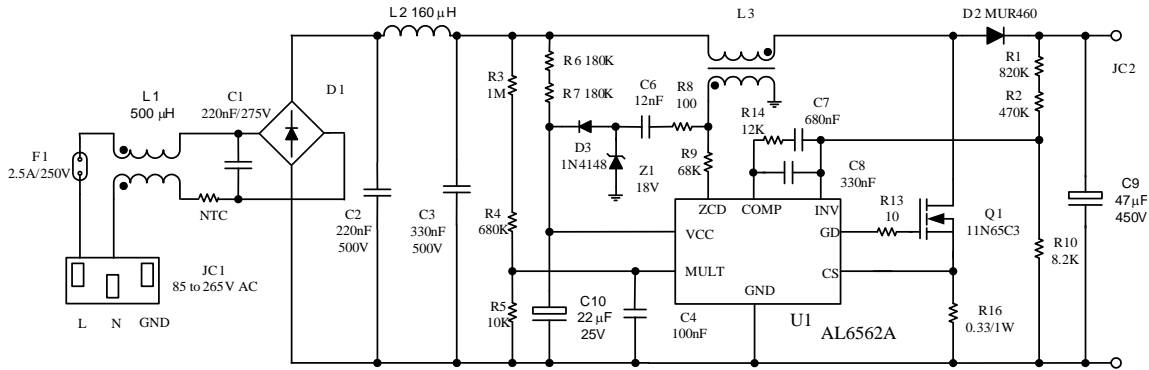 L2 160 μH
L3
D2 MUR460
R6 180K
R3
1M
R7 180K
C6
12nF
R8
100
R1
820K
JC2
D1
C1
220nF/275V
L1
500 μH
R14
12K
C7
680nF
R2
470K
F1
2.5A/250V
D3
1N4148
Z1
18V
R9
68K
C8
330nF
C9
47μF
450V
NTC
R4
680K
ZCD
COMP
INV
R13
10
Q1
11N65C3
C2
220nF
500V
C3
330nF
500V
VCC
GD
R10
8.2K
JC1
85 to 265V AC
MULT
CS
GND
R5
10K
C10
22 μF
25V
C4
100nF
U1
AL6562A
R16
0.33/1W
L
N
GND